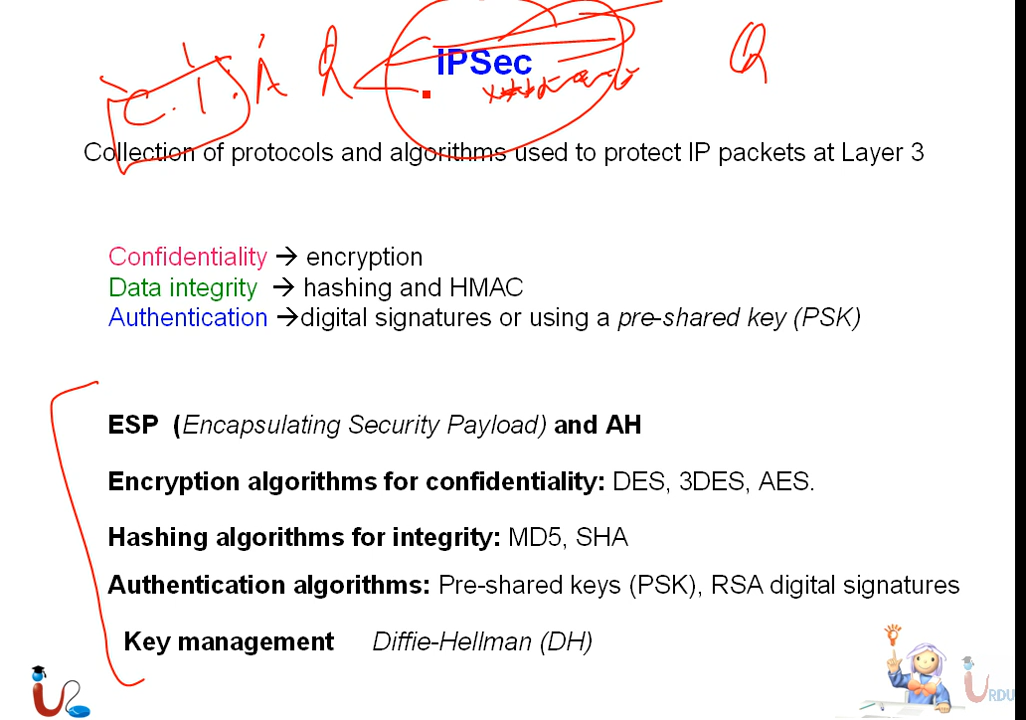 C. I. A
IPSec
Collection of protocols and algorithms used to protect IP packets at Layer 3
Confidentiality → encryption
Data integrity → hashing and HMAC
Authentication →digital signatures or using a pre-shared key (PSK)
ESP (Encapsulating Security Payload) and AH
Encryption algorithms for confidentiality: DES, 3DES, AES.
Hashing algorithms for integrity: MD5, SHA
Authentication algorithms: Pre-shared keys (PSK), RSA digital signatures
Key management Diffie-Hellman (DH)
URDU